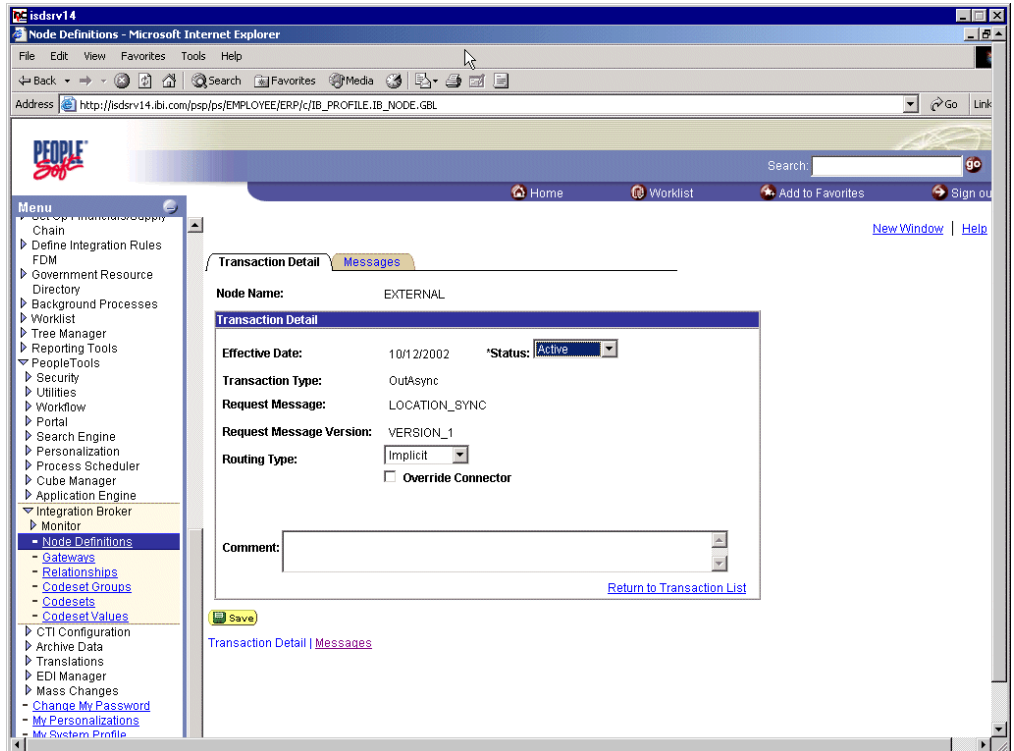 isdsrv14
Node Definitions - Microsoft Internet Explorer
File Edit View Favorites Tools Help
Back Search Favorites Media
Address http://isdsrv14.ibi.com/psp/ps/EMPLOYEE/ERP/c/IB_PROFILE.IB_NODE.GBL Go Link
PEOPLE Soft
Search: go
Home Worklist Add to Favorites Sign ou
Menu
Set Up Financials/Supply
Chain
Define Integration Rules
FDM
Government Resource
Directory
Background Processes
Worklist
Tree Manager
Reporting Tools
PeopleTools
Security
Utilities
Workflow
Portal
Search Engine
Personalization
Process Scheduler
Cube Manager
Application Engine
Integration Broker
Monitor
- Node Definitions
- Gateways
- Relationships
- Codeset Groups
- Codesets
- Codeset Values
CTI Configuration
Archive Data
Translations
EDI Manager
Mass Changes
- Change My Password
- My Personalizations
- My System Profile
New Window | Help
Transaction Detail Messages
Node Name: EXTERNAL
Transaction Detail
Effective Date: 10/12/2002 *Status: Active
Transaction Type: OutAsync
Request Message: LOCATION_SYNC
Request Message Version: VERSION_1
Routing Type: Implicit
Override Connector
Comment:
Return to Transaction List
Save
Transaction Detail | Messages